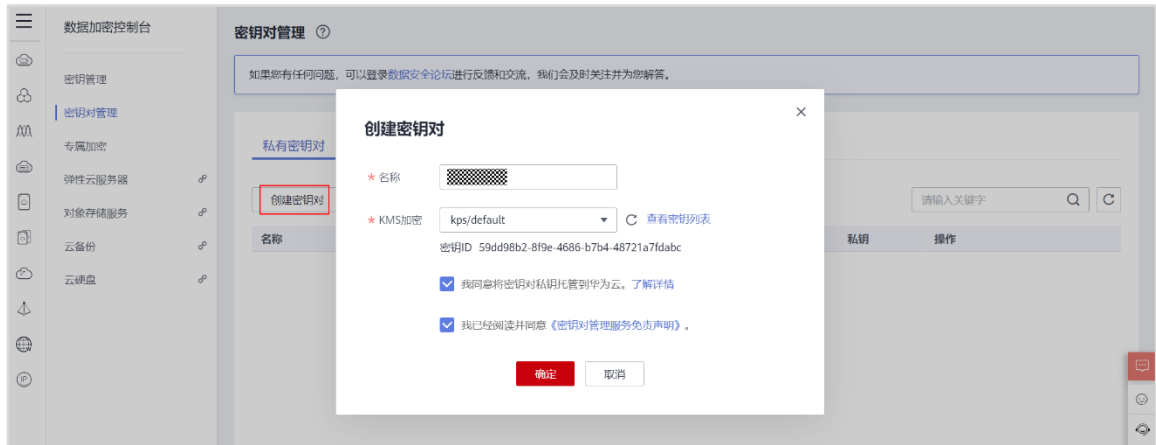 数据加密控制台
密钥管理
密钥对管理
专属加密
弹性云服务器
对象存储服务
云备份
云硬盘
密钥对管理 ?
如果您有任何问题，可以登录数据安全论坛进行反馈和交流，我们会及时关注并为您解答。
私有密钥对
创建密钥对
请输入关键字
名称
私钥
操作
创建密钥对
* 名称
* KMS加密 kps/default 查看密钥列表
密钥ID 59dd98b2-8f9e-4686-b7b4-48721a7fdabc
我同意将密钥对私钥托管到华为云。了解详情
我已经阅读并同意《密钥对管理服务免责声明》。
确定
取消
IP